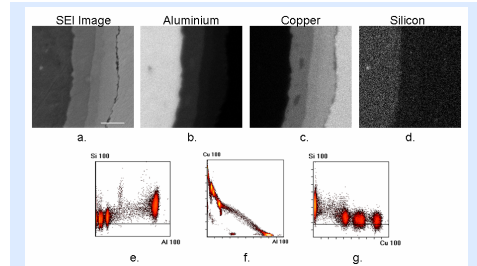 SEI Image Aluminium Copper Silicon
a. b. c. d.
Si 100 Cu 100 Si 100
Al 100 Al 100 Cu 100
e. f. g.